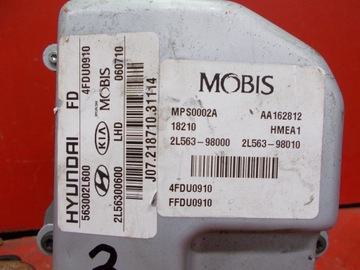 HYUNDAI FD 4FDU0910
KIA MOBIS 060710
563002L600 LHD
2L56300600
J07.218710.31114
MOBIS
MPS0002A AA162812
18210 HMEA1
2L563-98000 2L563-98010
4FDU0910
FFDU0910
2